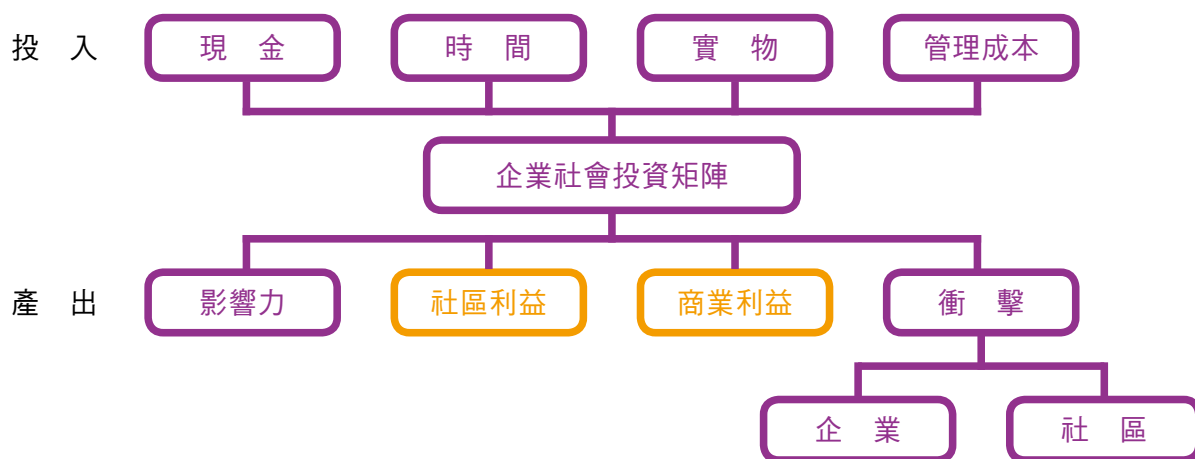 投　入 現　金 時　間 實　物 管理成本
企業社會投資矩陣
產　出 影響力 社區利益 商業利益 衝　擊
企　業 社　區